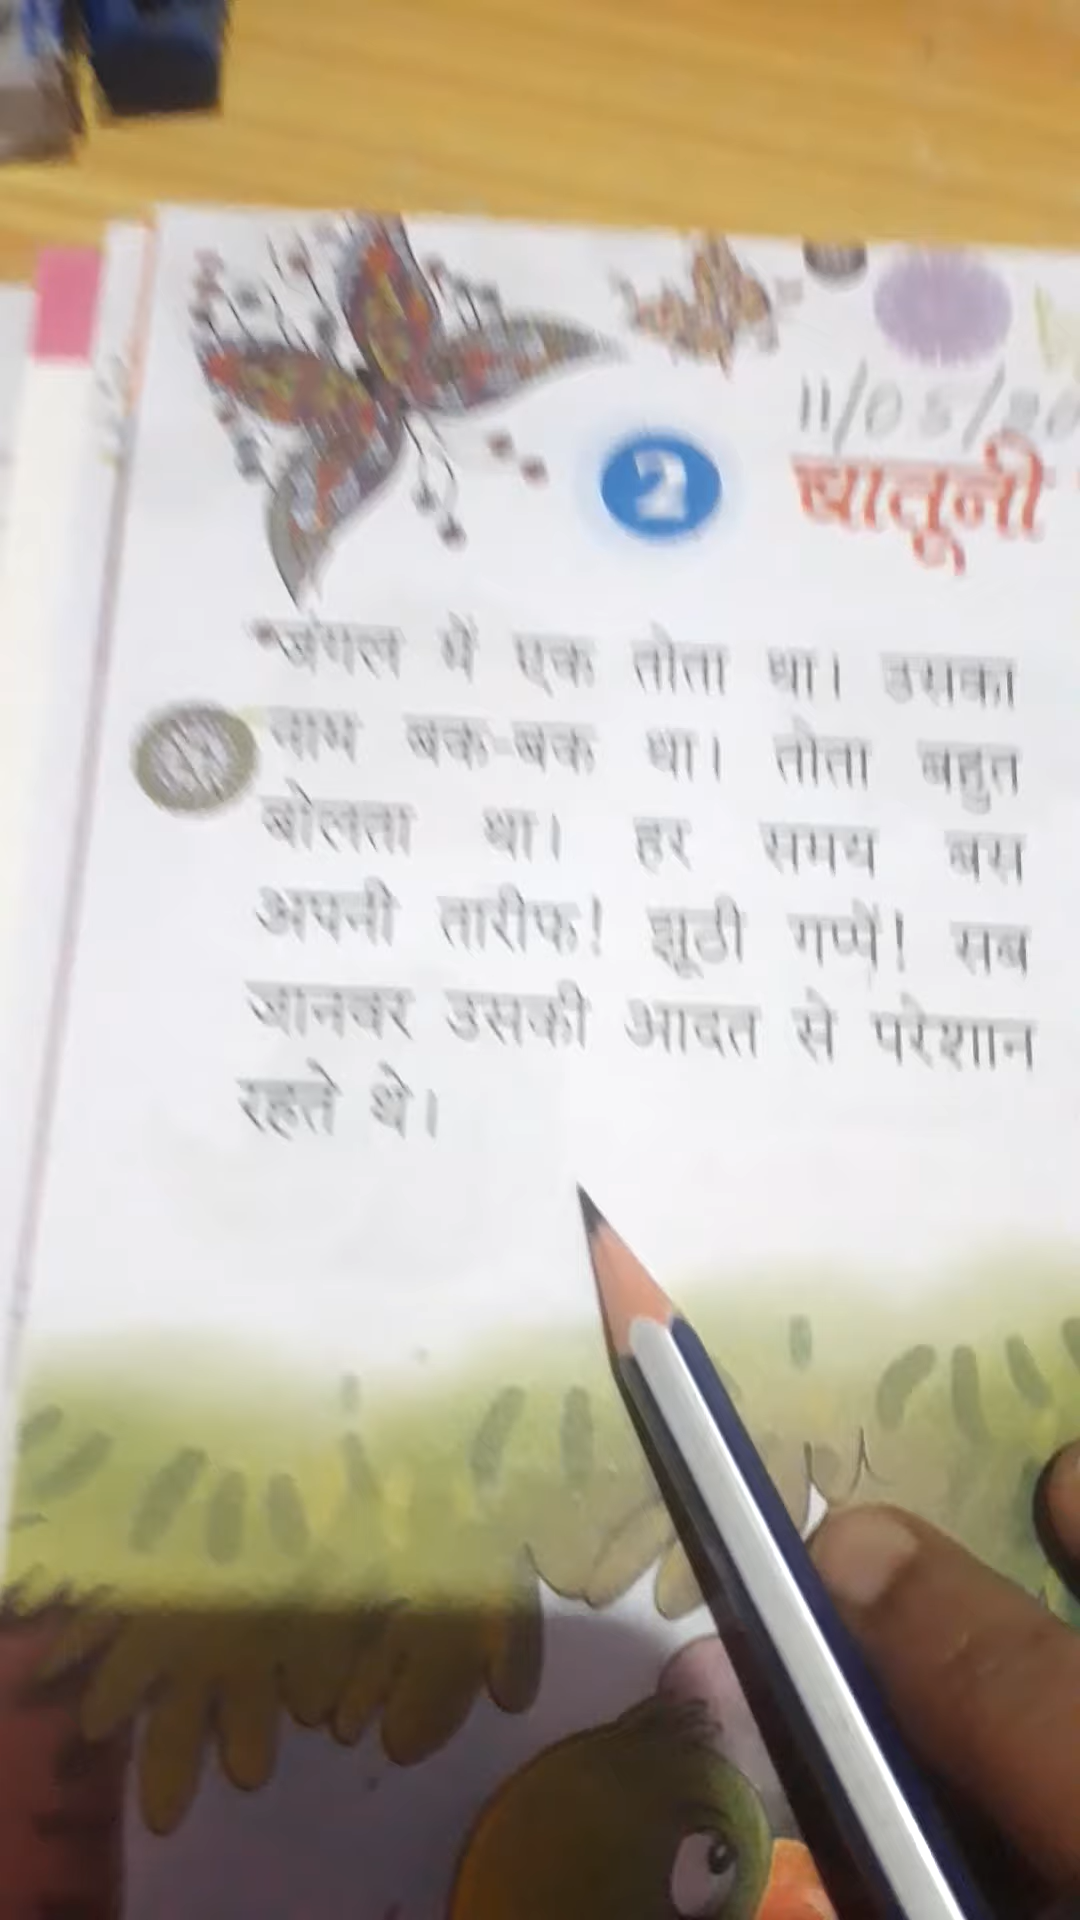 11/05/20
2 बातूनी
जंगल में एक तोता था। उसका
नाम बक-बक था। तोता बहुत
बोलता था। हर समय बस
अपनी तारीफ! झूठी गप्पें! सब
जानवर उसकी आदत से परेशान
रहते थे।